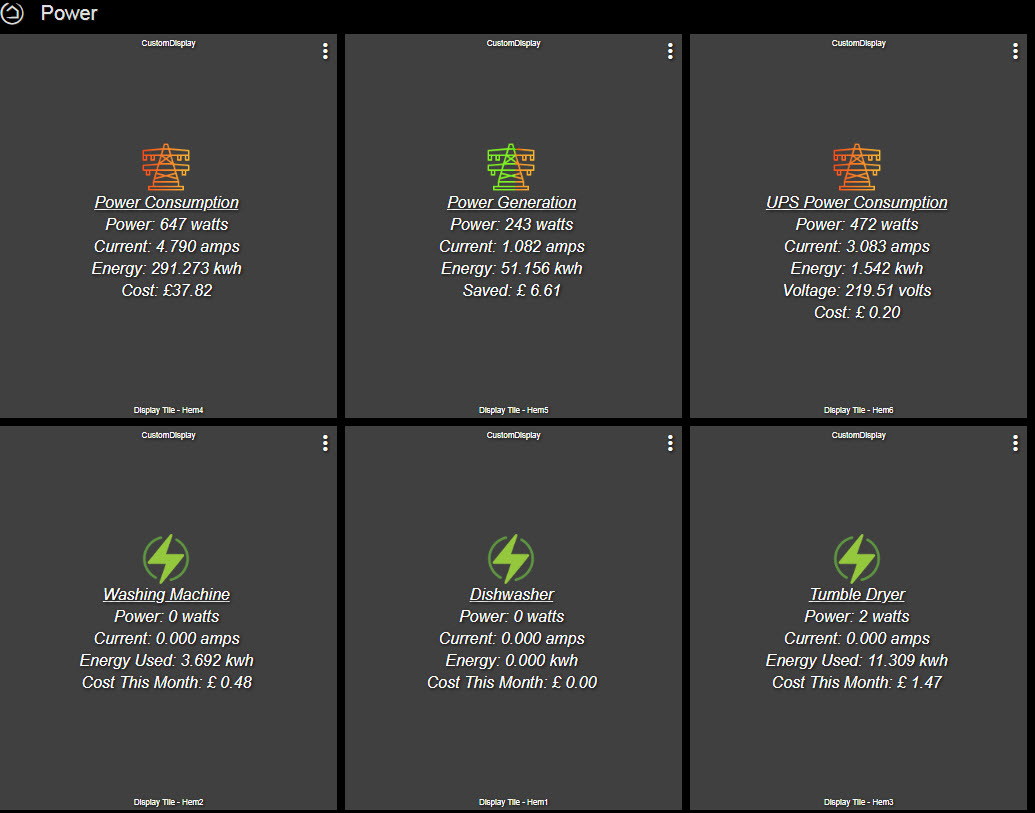 Power
CustomDisplay
Power Consumption
Power: 647 watts
Current: 4.790 amps
Energy: 291.273 kwh
Cost: £37.82
Display Tile - Hem4
CustomDisplay
Power Generation
Power: 243 watts
Current: 1.082 amps
Energy: 51.156 kwh
Saved: £ 6.61
Display Tile - Hem5
CustomDisplay
UPS Power Consumption
Power: 472 watts
Current: 3.083 amps
Energy: 1.542 kwh
Voltage: 219.51 volts
Cost: £ 0.20
Display Tile - Hem6
CustomDisplay
Washing Machine
Power: 0 watts
Current: 0.000 amps
Energy Used: 3.692 kwh
Cost This Month: £ 0.48
Display Tile - Hem2
CustomDisplay
Dishwasher
Power: 0 watts
Current: 0.000 amps
Energy: 0.000 kwh
Cost This Month: £ 0.00
Display Tile - Hem1
CustomDisplay
Tumble Dryer
Power: 2 watts
Current: 0.000 amps
Energy Used: 11.309 kwh
Cost This Month: £ 1.47
Display Tile - Hem3